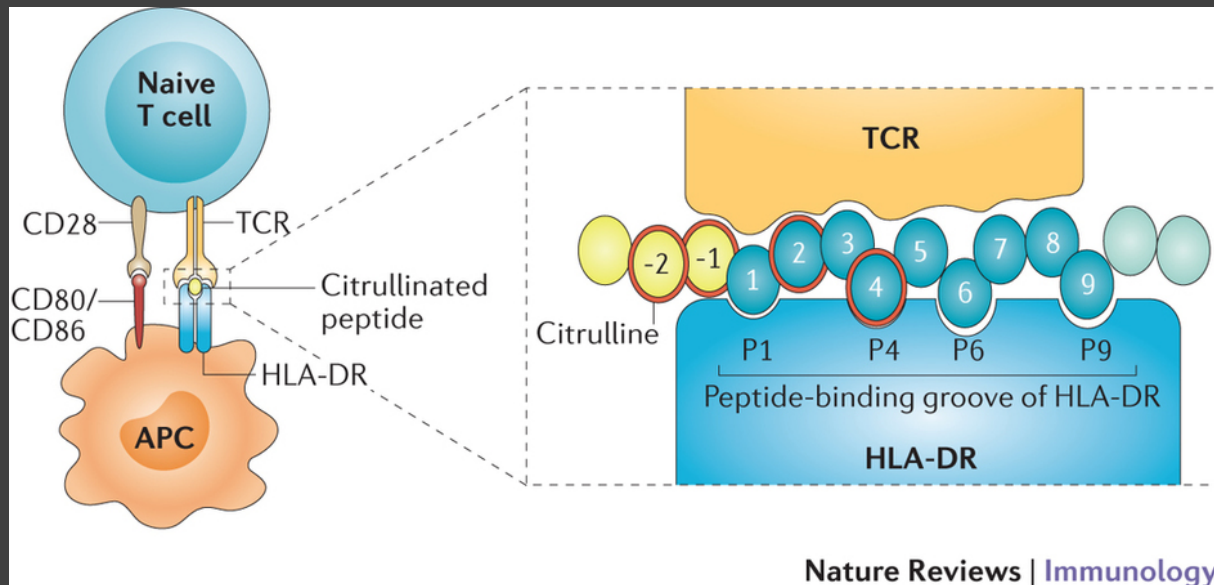 Naive
T cell
CD28
TCR
CD80/
CD86
Citrullinated
peptide
HLA-DR
APC
TCR
-2
-1
1
2
3
4
5
6
7
8
9
Citrulline
P1 P4 P6 P9
Peptide-binding groove of HLA-DR
HLA-DR
Nature Reviews | Immunology